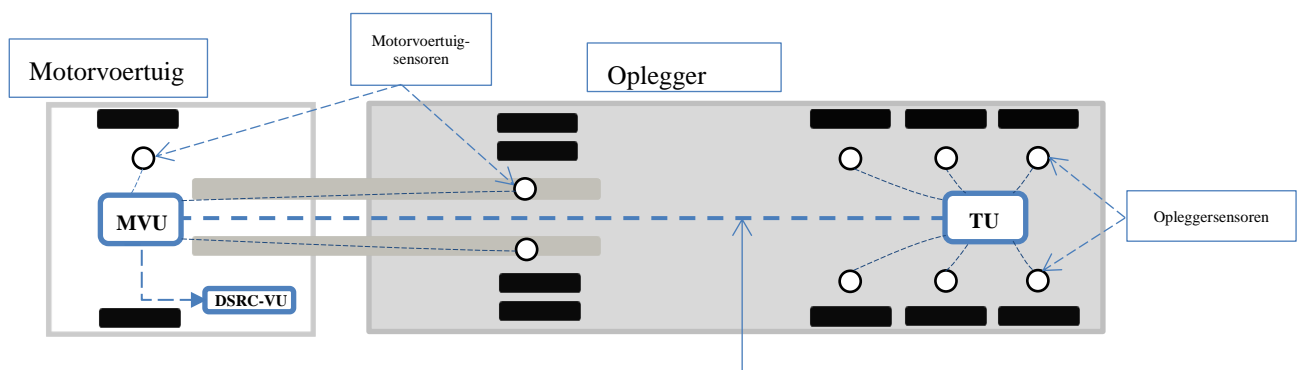 Motorvoertuig-
sensoren
Motorvoertuig
Oplegger
MVU
TU
Opleggersensoren
DSRC-VU